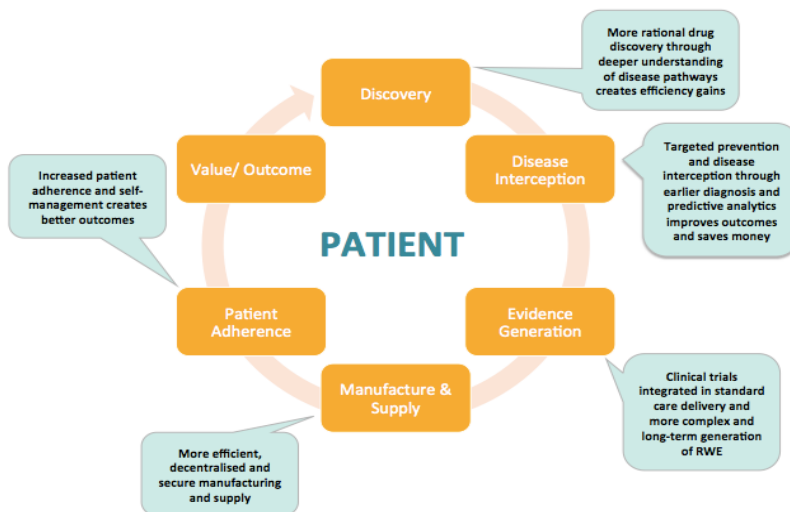 More rational drug
discovery through
deeper understanding
of disease pathways
creates efficiency gains
Discovery
Value/ Outcome
Disease
Interception
Increased patient
adherence and self-
management creates
better outcomes
Targeted prevention
and disease
interception through
earlier diagnosis and
predictive analytics
improves outcomes
and saves money
PATIENT
Patient
Adherence
Evidence
Generation
Manufacture &
Supply
Clinical trials
integrated in standard
care delivery and
more complex and
long-term generation
of RWE
More efficient,
decentralised and
secure manufacturing
and supply